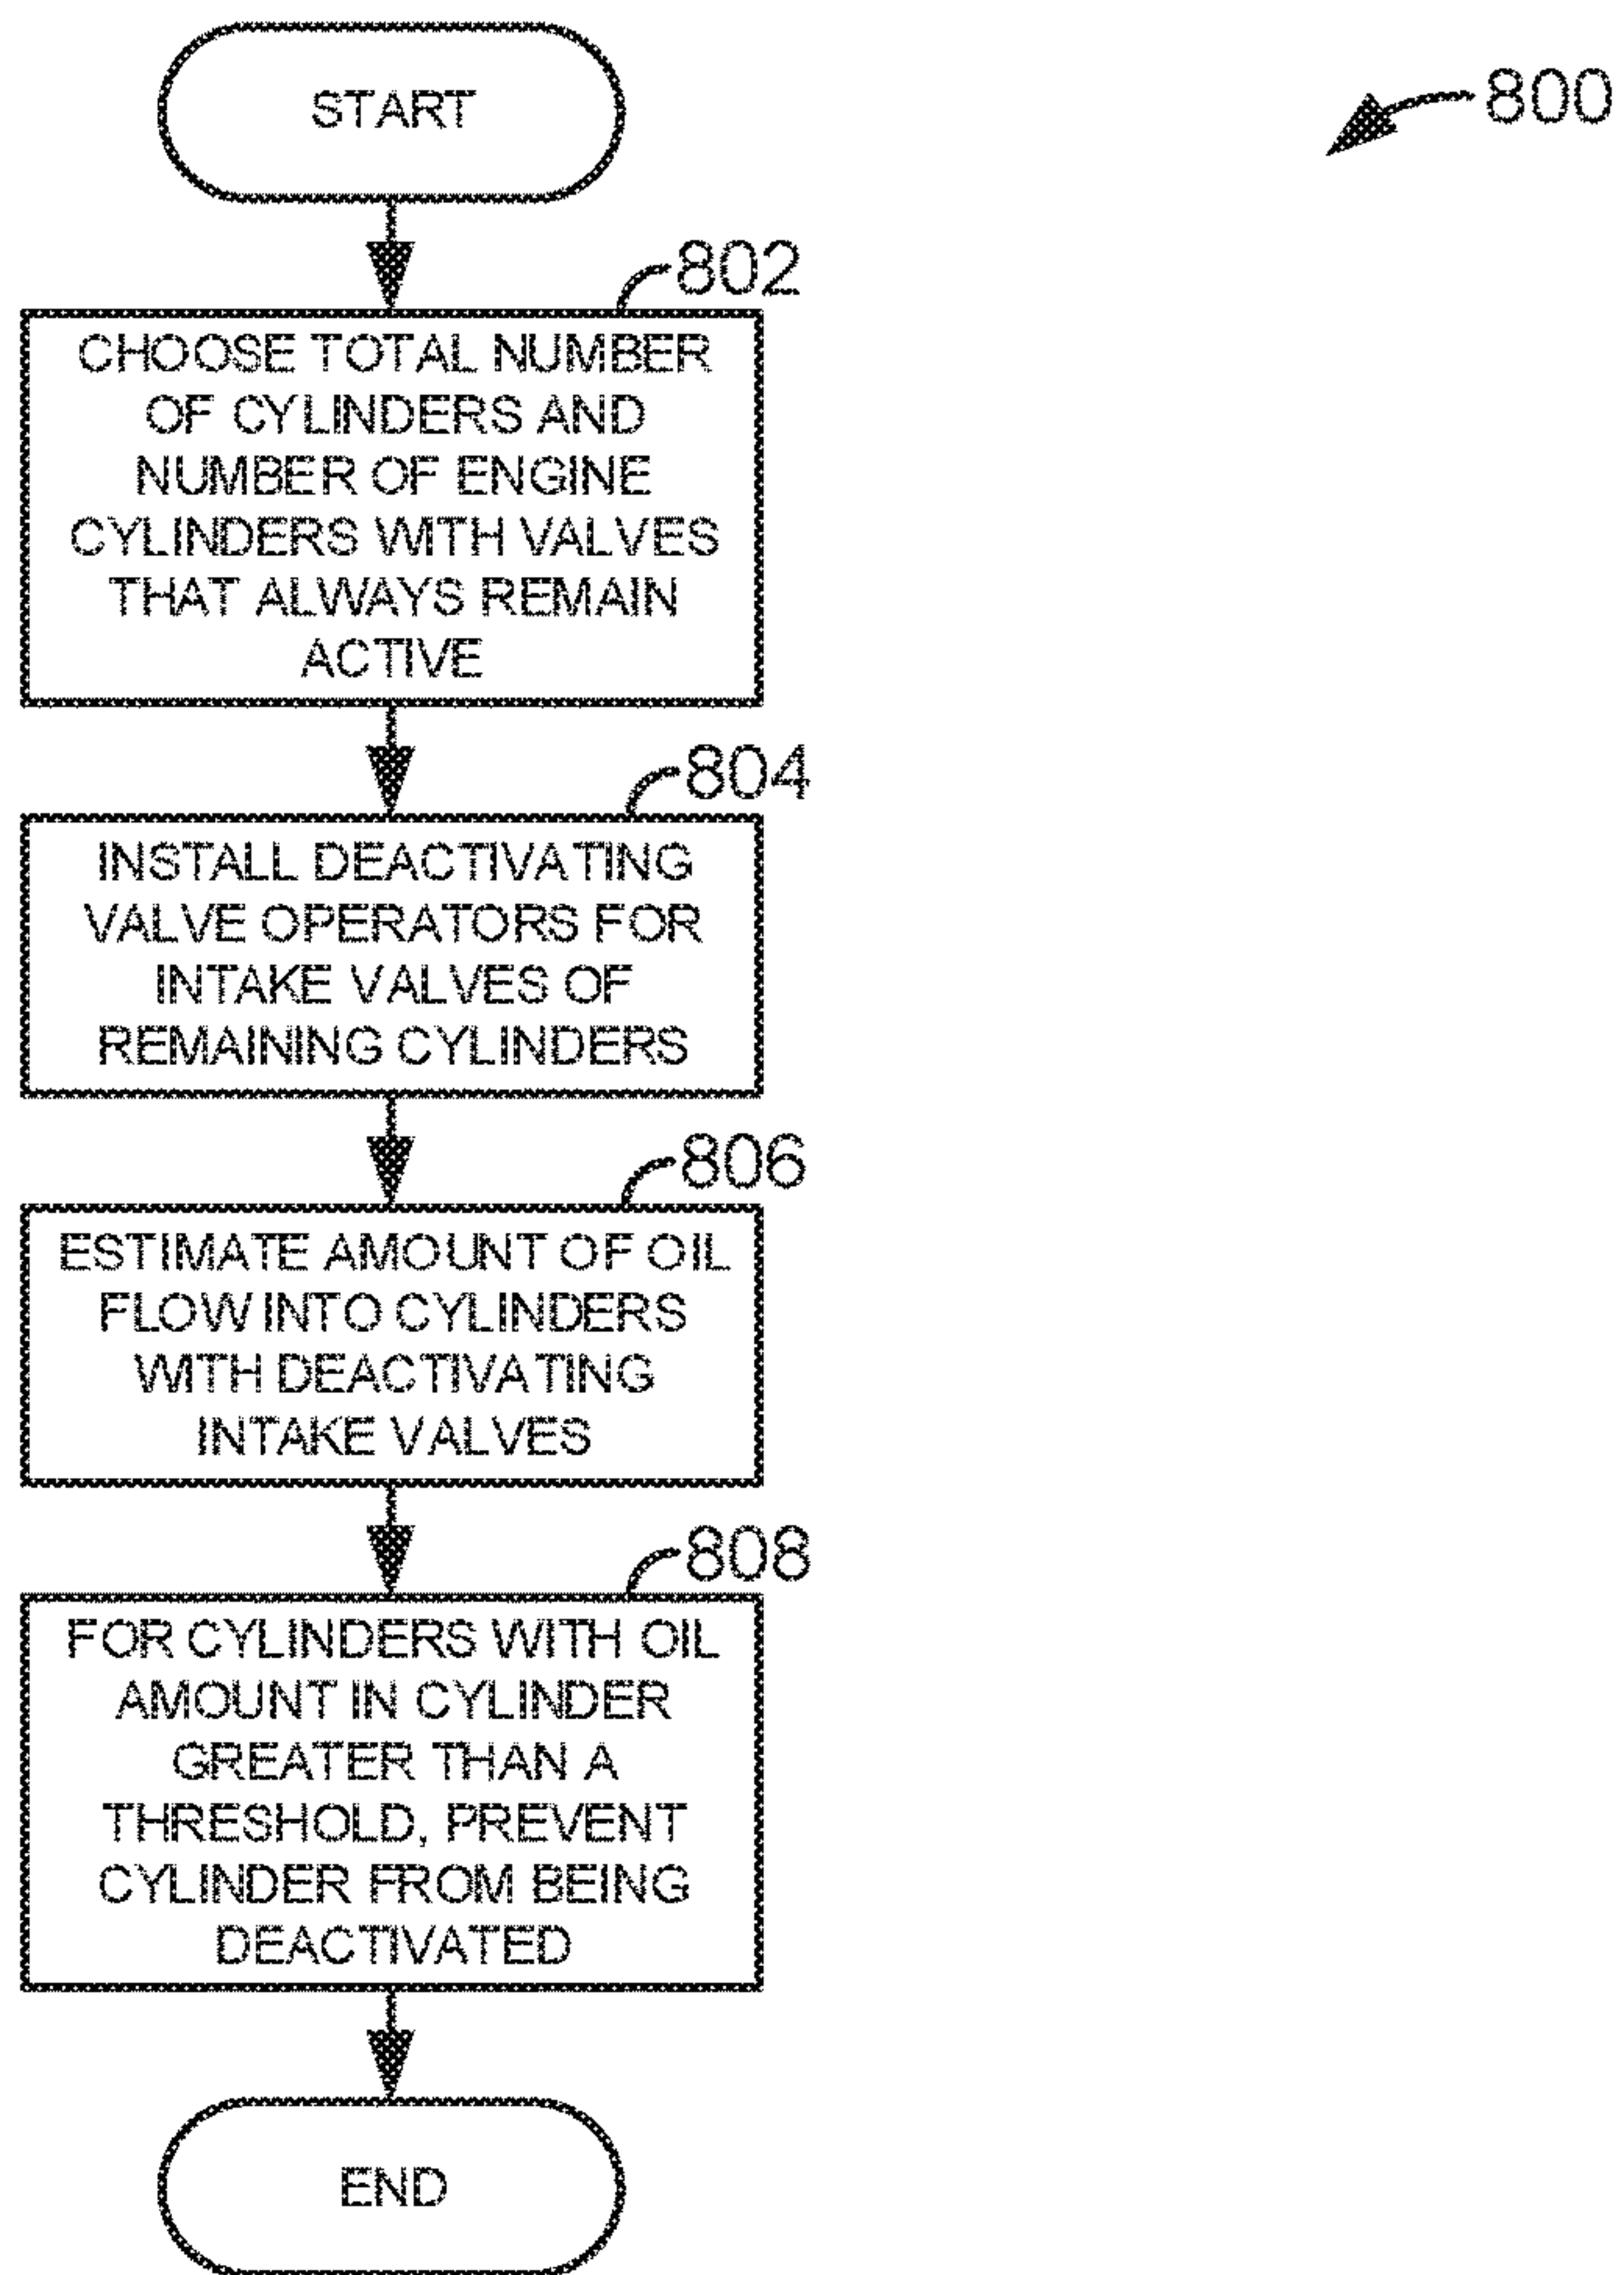 START
800
802
CHOOSE TOTAL NUMBER
OF CYLINDERS AND
NUMBER OF ENGINE
CYLINDERS WITH VALVES
THAT ALWAYS REMAIN
ACTIVE
804
INSTALL DEACTIVATING
VALVE OPERATORS FOR
INTAKE VALVES OF
REMAINING CYLINDERS
806
ESTIMATE AMOUNT OF OIL
FLOW INTO CYLINDERS
WITH DEACTIVATING
INTAKE VALVES
808
FOR CYLINDERS WITH OIL
AMOUNT IN CYLINDER
GREATER THAN A
THRESHOLD, PREVENT
CYLINDER FROM BEING
DEACTIVATED
END